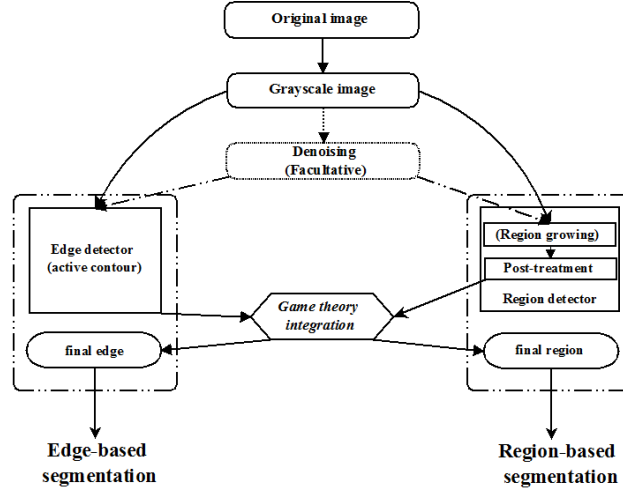 Original image
Grayscale image
Denoising
(Facultative)
Edge detector
(active contour)
(Region growing)
Post-treatment
Region detector
Game theory
integration
final edge
final region
Edge-based
segmentation
Region-based
segmentation